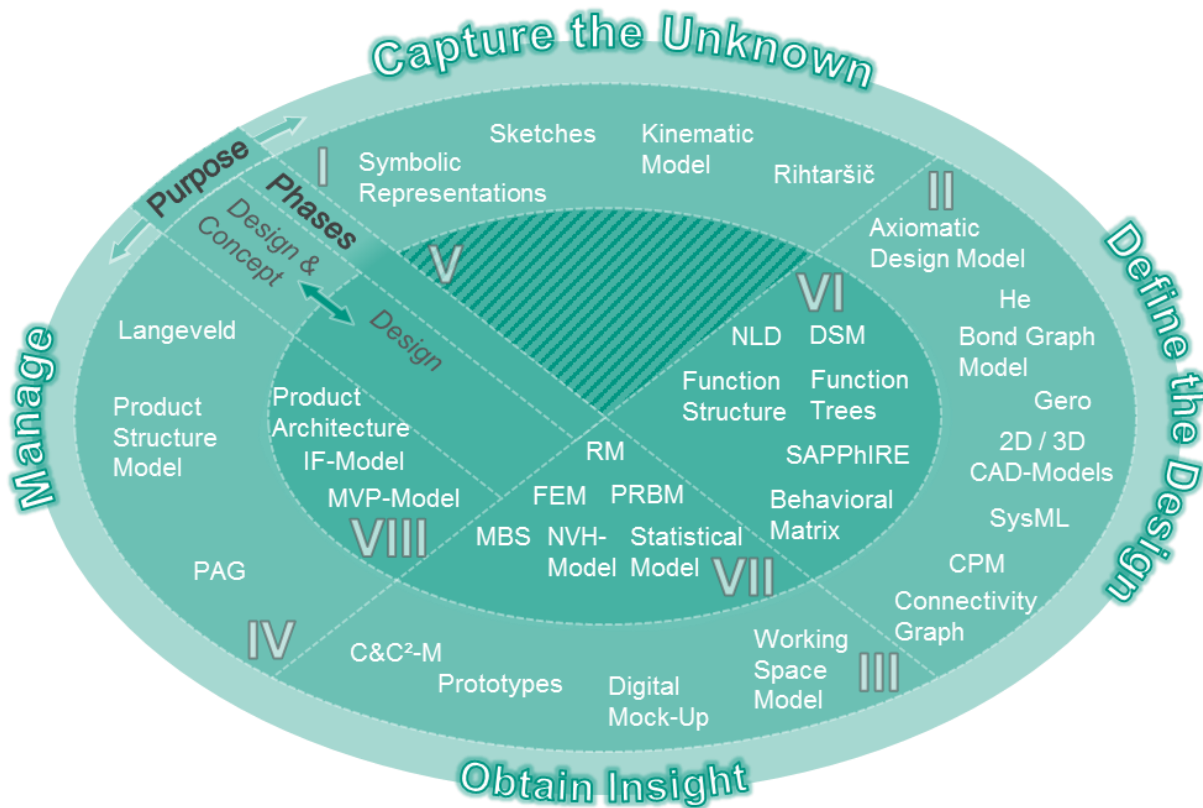 Capture the Unknown
Purpose
Phases
Design &
Concept
Design
I
Symbolic
Representations
Sketches
Kinematic
Model
Rihtaršič
II
Axiomatic
Design Model
He
Bond Graph
Model
Gero
2D / 3D
CAD-Models
SysML
CPM
Connectivity
Graph
Define the Design
III
Working
Space
Model
Digital
Mock-Up
Prototypes
C&C²-M
Obtain Insight
IV
PAG
Product
Structure
Model
Langeveld
Manage
V
VI
NLD
DSM
Function
Structure
Function
Trees
SAPPhIRE
Behavioral
Matrix
VII
RM
FEM
PRBM
MBS
NVH-
Model
Statistical
Model
VIII
Product
Architecture
IF-Model
MVP-Model